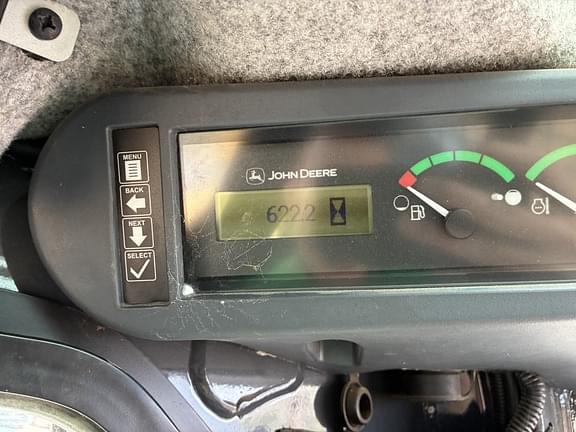 MENU
BACK
NEXT
SELECT
JOHN DEERE
622.2